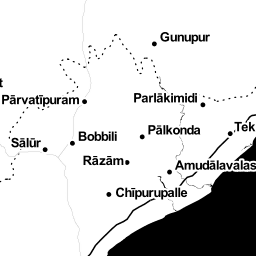 Gunupur
Pārvatīpuram
Parlākimidi
Tek
Bobbili
Pālkonda
Sālūr
Rāzām
Amudālavalas
Chīpurupalle